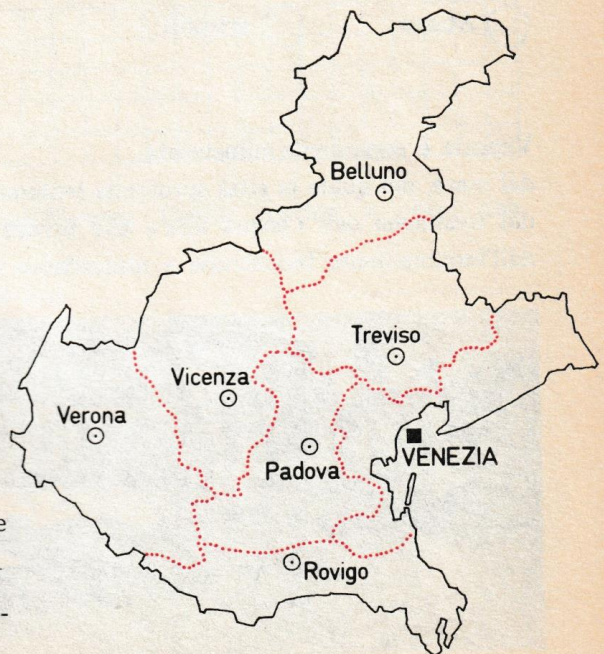 Belluno
Treviso
Vicenza
Verona
VENEZIA
Padova
Rovigo
e
-